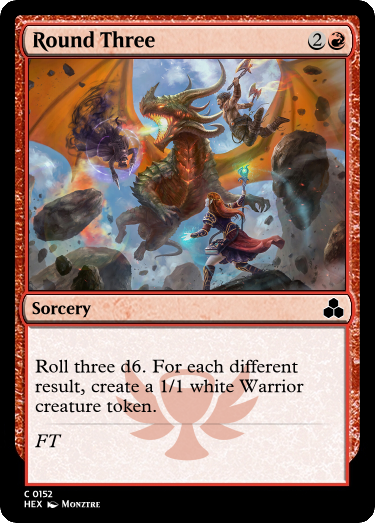 Round Three
2
Sorcery
Roll three d6. For each different
result, create a 1/1 white Warrior
creature token.
FT
C 0152
HEX Monztre